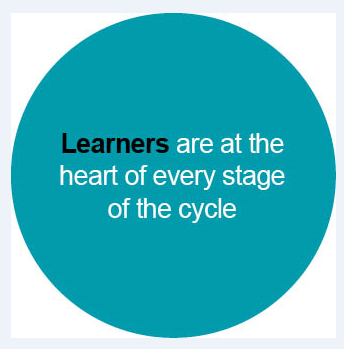 Learners are at the
heart of every stage
of the cycle